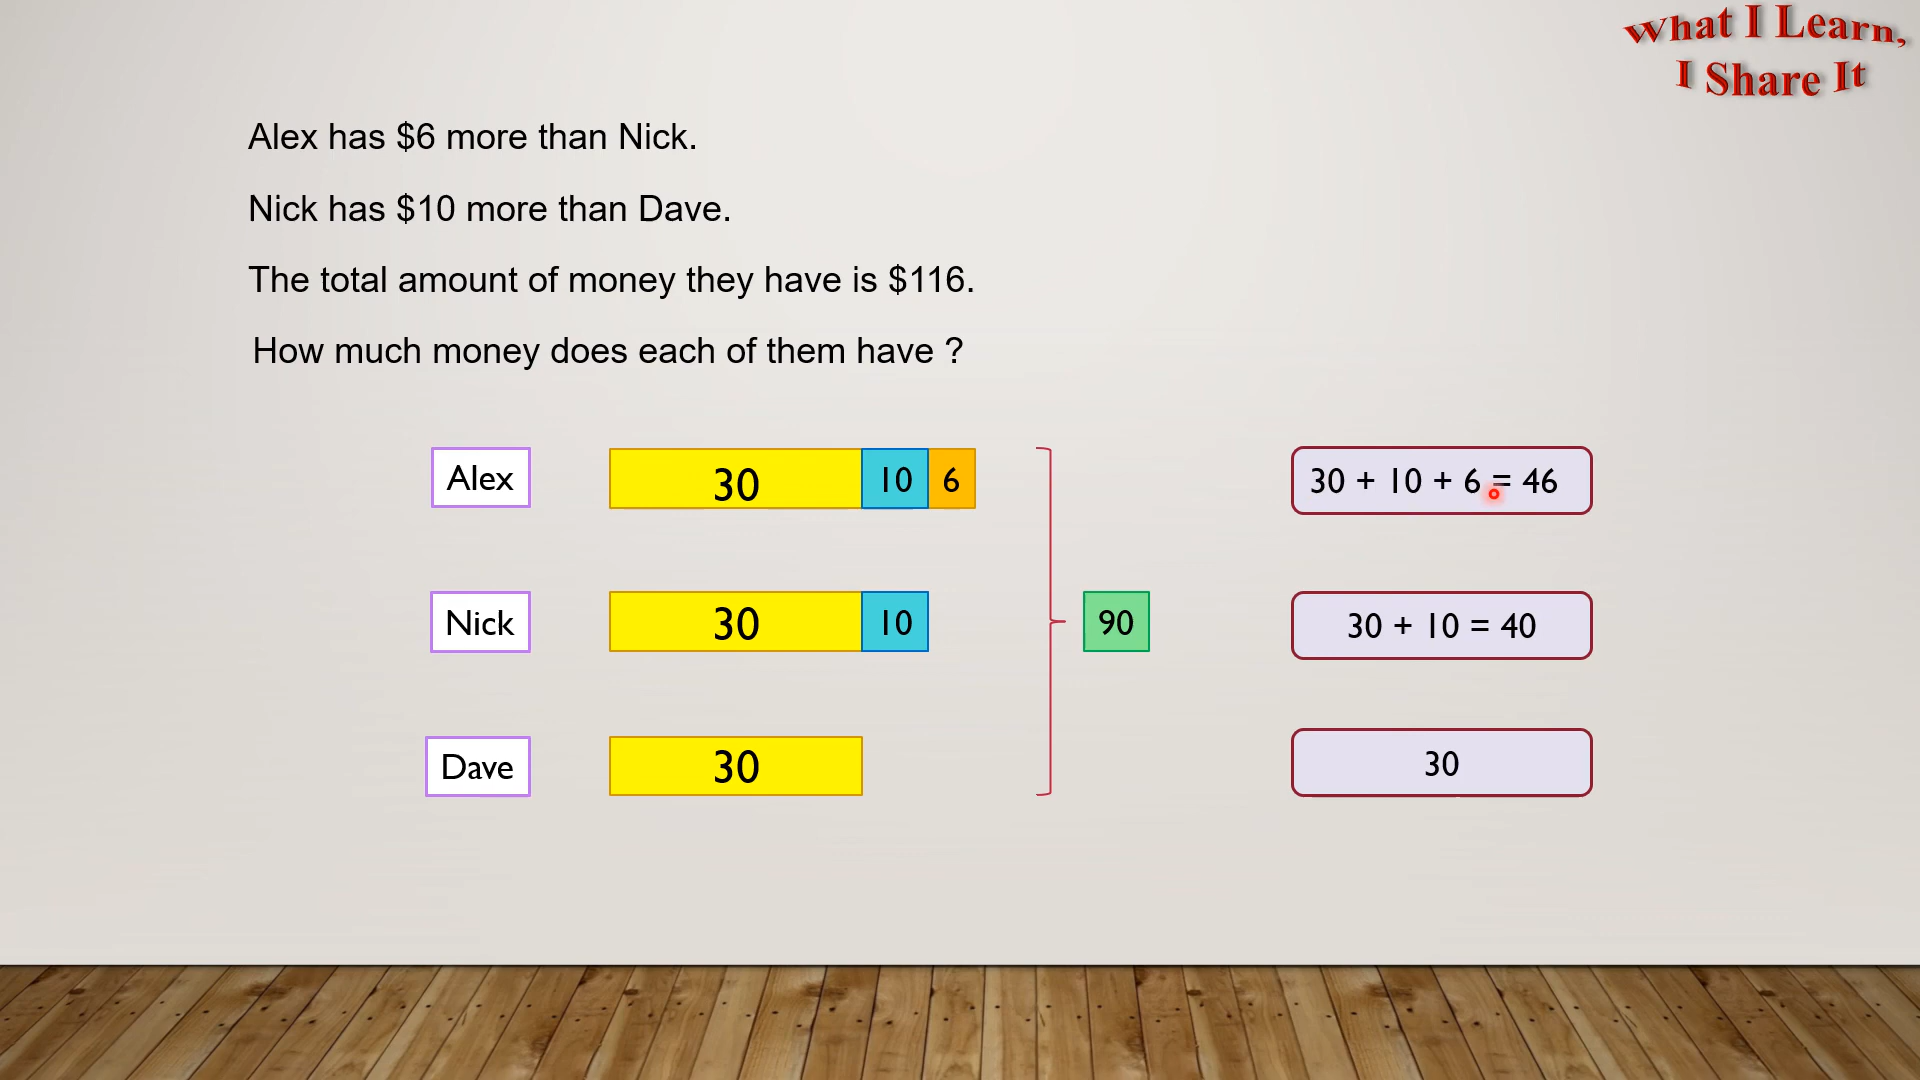 What I Learn,
I Share It
Alex has $6 more than Nick.
Nick has $10 more than Dave.
The total amount of money they have is $116.
How much money does each of them have ?
Alex 30 10 6 30 + 10 + 6 = 46
Nick 30 10 90 30 + 10 = 40
Dave 30 30